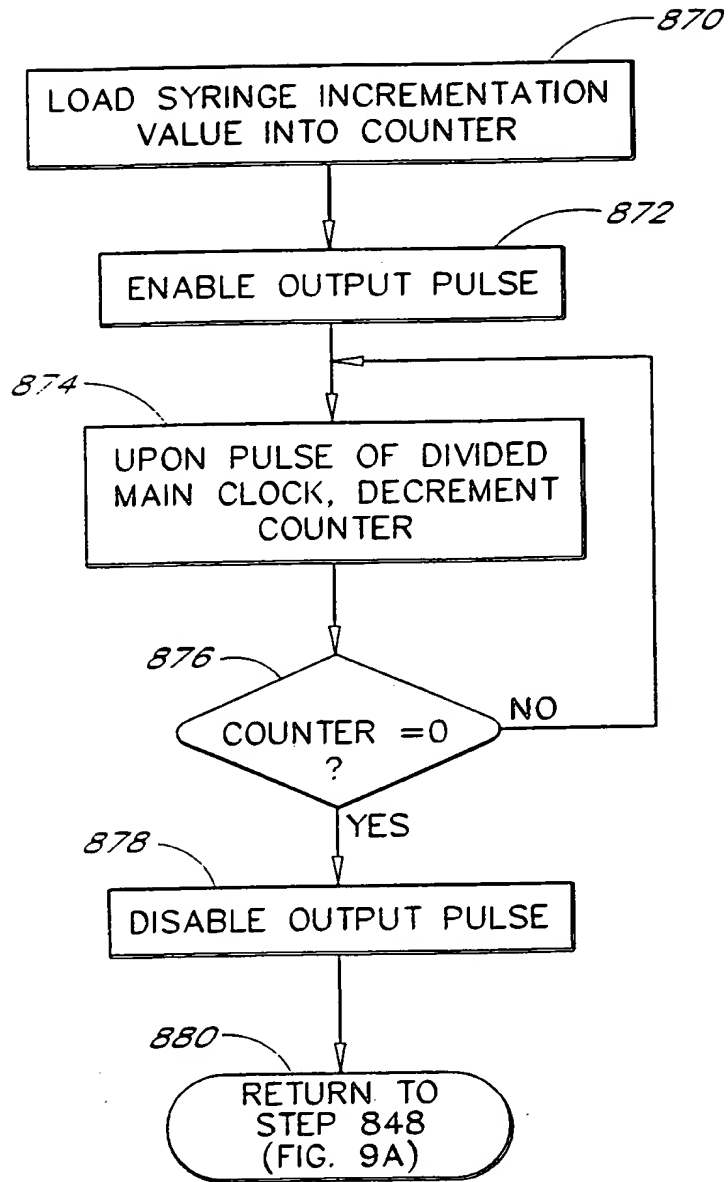 870
LOAD SYRINGE INCREMENTATION
VALUE INTO COUNTER
872
ENABLE OUTPUT PULSE
874
UPON PULSE OF DIVIDED
MAIN CLOCK, DECREMENT
COUNTER
876
COUNTER =0
?
NO
YES
878
DISABLE OUTPUT PULSE
880
RETURN TO
STEP 848
(FIG. 9A)